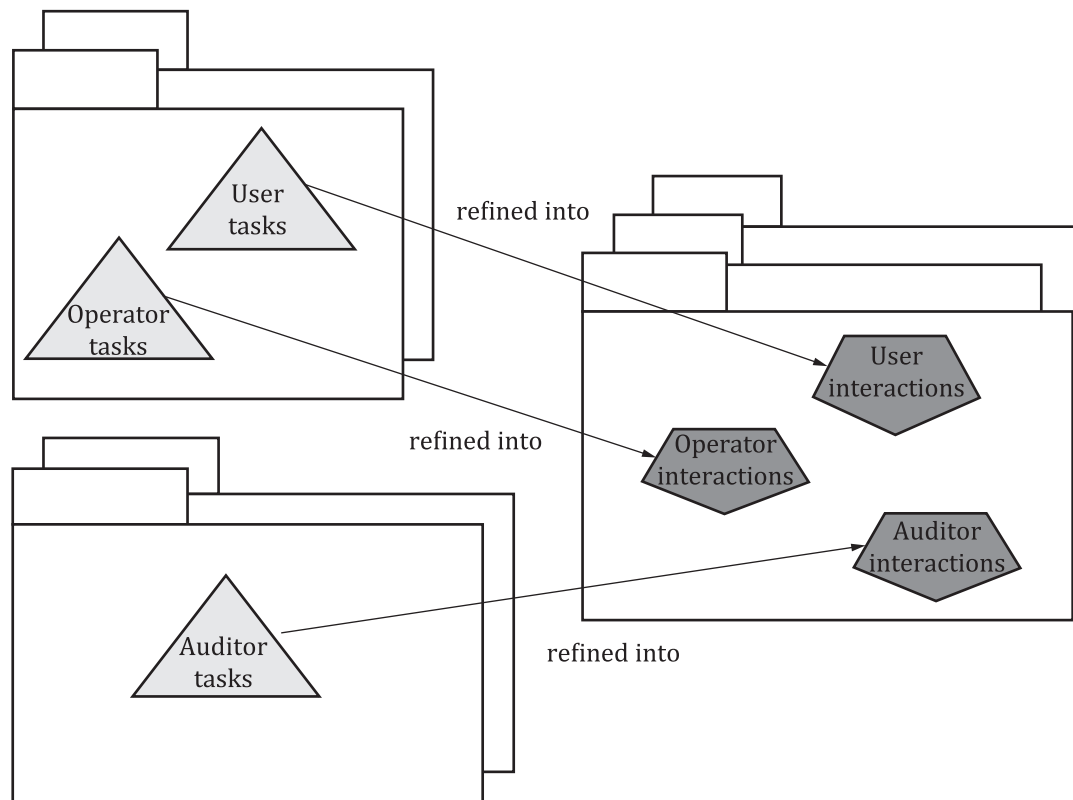 User
tasks
refined into
Operator
tasks
User
interactions
refined into
Operator
interactions
Auditor
interactions
Auditor
tasks
refined into